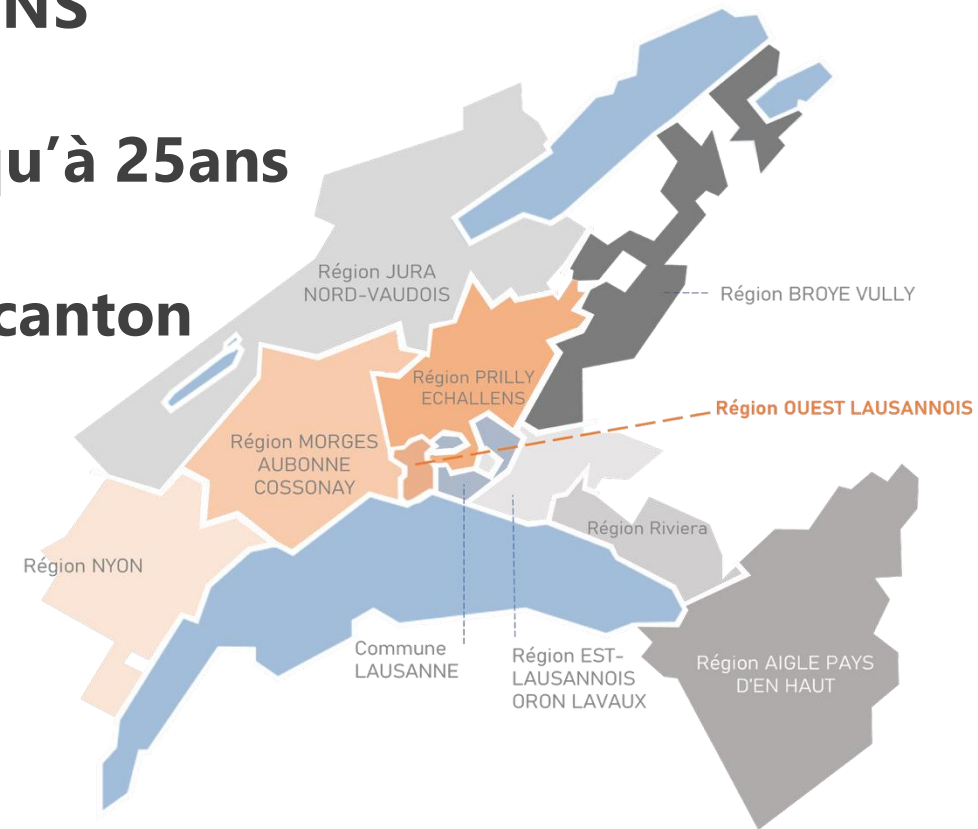 NS
qu’à 25ans
canton
Région JURA
NORD-VAUDOIS
Région BROYE VULLY
Région PRILLY
ECHALLENS
Région OUEST LAUSANNOIS
Région MORGES
AUBONNE
COSSONAY
Région Riviera
Région NYON
Commune
LAUSANNE
Région EST-
LAUSANNOIS
ORON LAVAUX
Région AIGLE PAYS
D'EN HAUT